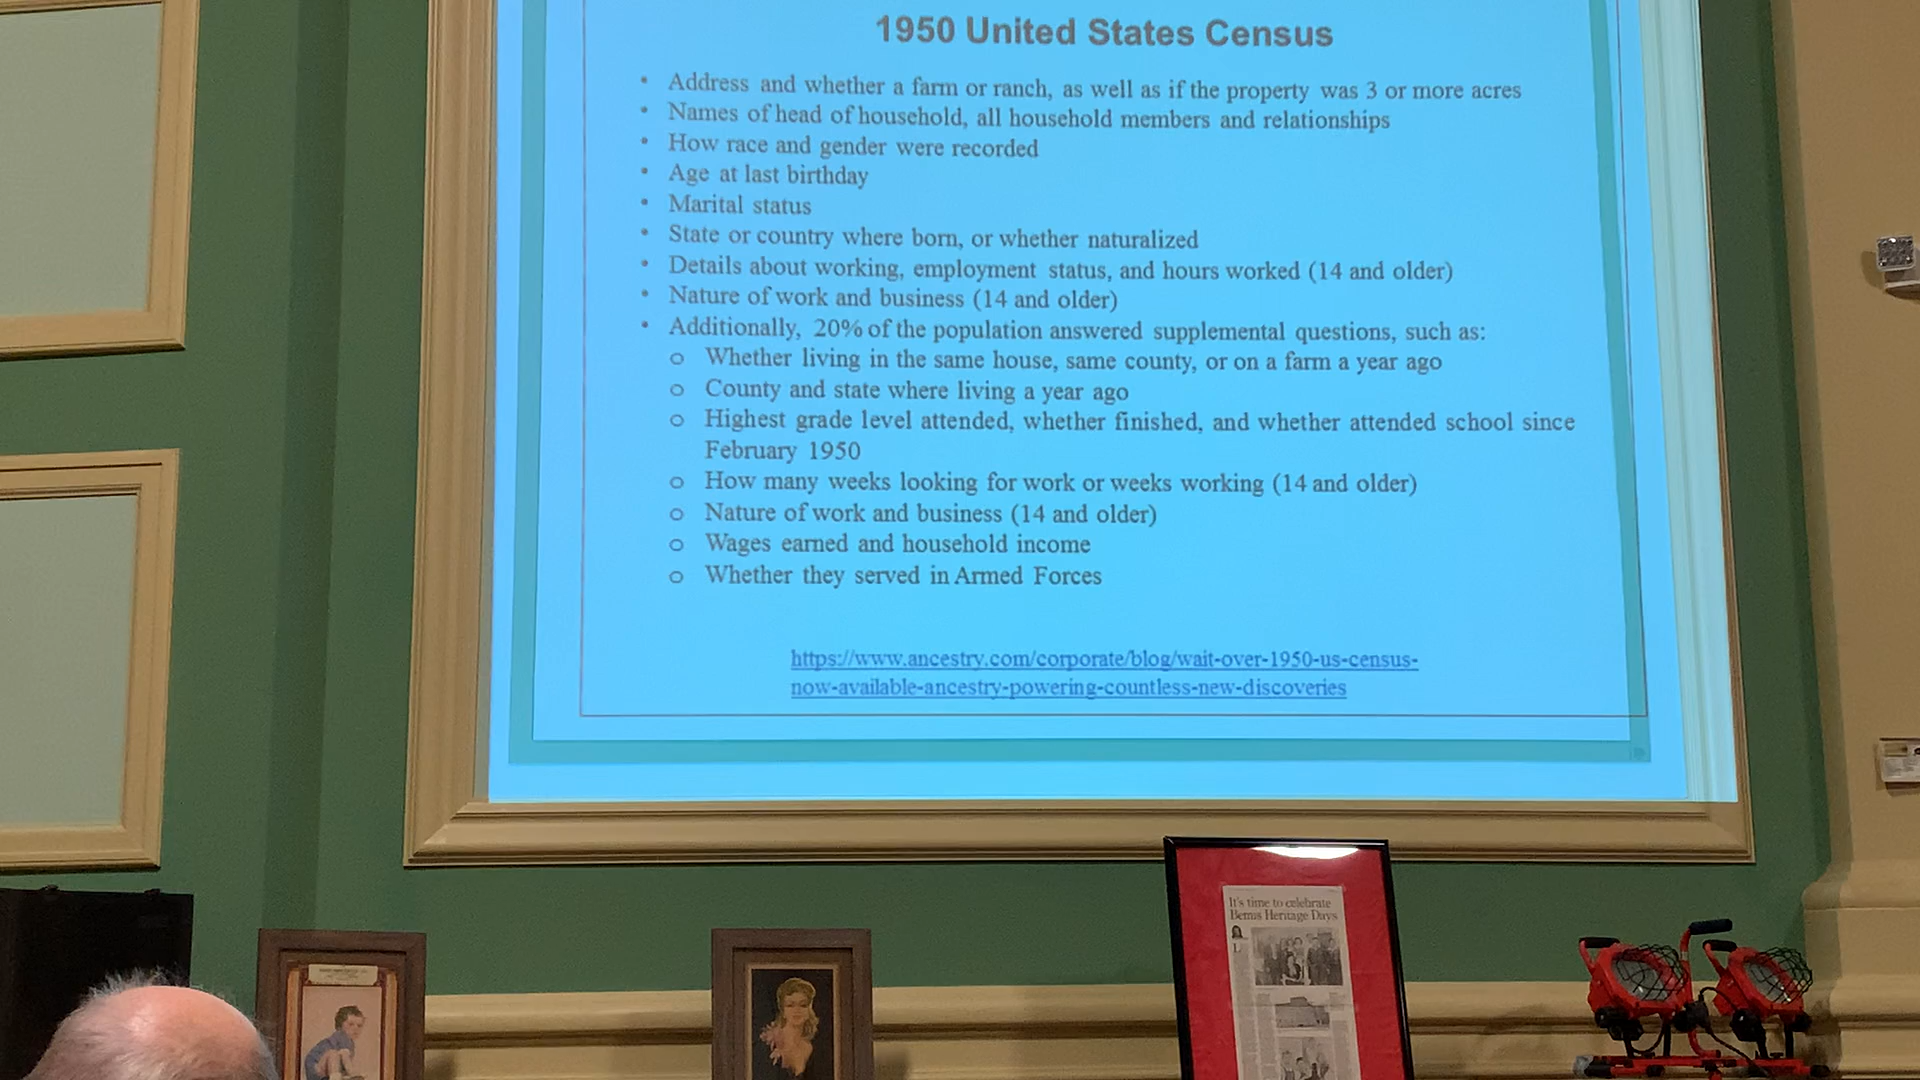 1950 United States Census
• Address and whether a farm or ranch, as well as if the property was 3 or more acres
• Names of head of household, all household members and relationships
• How race and gender were recorded
• Age at last birthday
• Marital status
• State or country where born, or whether naturalized
• Details about working, employment status, and hours worked (14 and older)
• Nature of work and business (14 and older)
• Additionally, 20% of the population answered supplemental questions, such as:
o Whether living in the same house, same county, or on a farm a year ago
o County and state where living a year ago
o Highest grade level attended, whether finished, and whether attended school since
February 1950
o How many weeks looking for work or weeks working (14 and older)
o Nature of work and business (14 and older)
o Wages earned and household income
o Whether they served in Armed Forces
https://www.ancestry.com/corporate/blog/wait-over-1950-us-census-
now-available-ancestry-powering-countless-new-discoveries
It's time to celebrate
Bemis Heritage Days